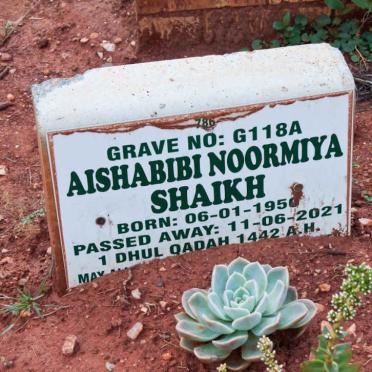 786
GRAVE NO: G118A
AISHABIBI NOORMIYA
SHAIKH
BORN: 06-01-1950
PASSED AWAY: 11-06-2021
1 DHUL QADAH 1442 A.H.
MAY